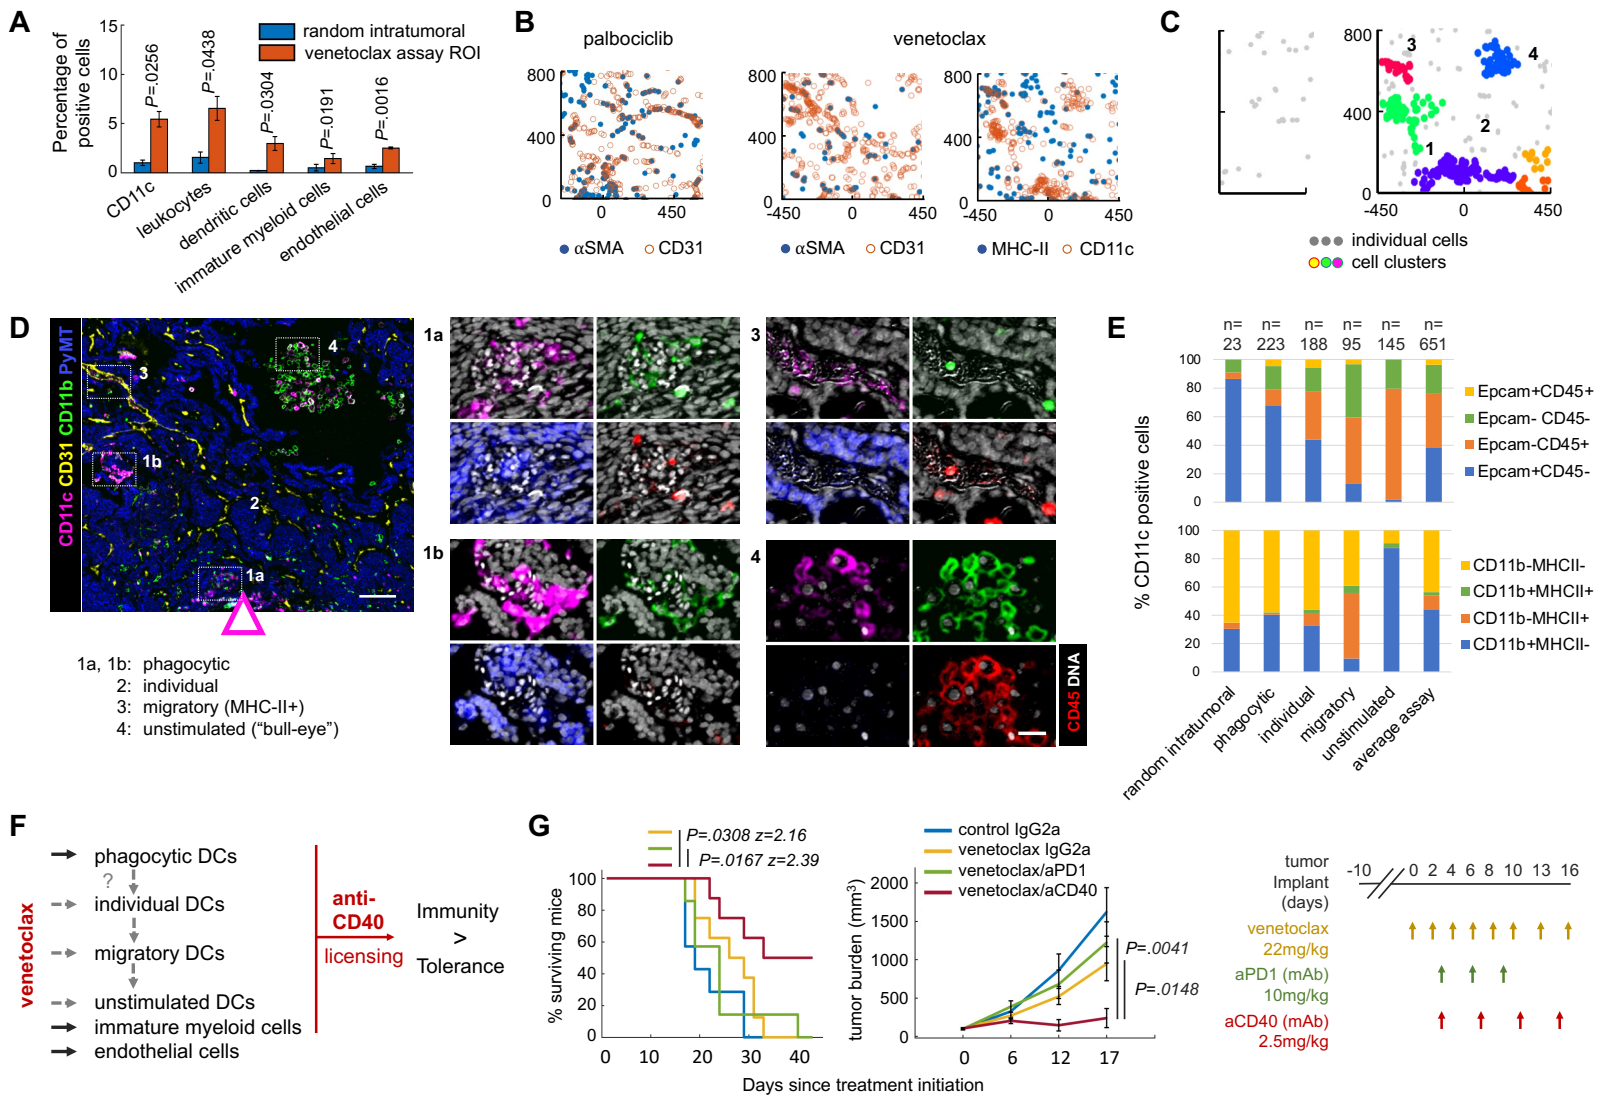 A
Percentage of
positive cells
15
10
5
0
random intratumoral
venetoclax assay ROI
P=.0256
P=.0438
P=.0304
P=.0191
P=.0016
CD11c
leukocytes
dendritic cells
immature myeloid cells
endothelial cells
B
palbociclib
venetoclax
800
400
0
0
450
800
400
0
-450
0
450
800
400
0
-450
0
450
αSMA
CD31
αSMA
CD31
MHC-II
CD11c
C
800
400
0
-450
0
450
3
4
2
1
individual cells
cell clusters
D
CD11c CD31 CD11b PyMT
4
3
1b
2
1a
1a
3
1b
4
CD45 DNA
1a, 1b: phagocytic
2: individual
3: migratory (MHC-II+)
4: unstimulated (“bull-eye”)
E
n= n= n= n= n= n=
23 223 188 95 145 651
% CD11c positive cells
100
80
60
40
20
0
Epcam+CD45+
Epcam- CD45-
Epcam-CD45+
Epcam+CD45-
100
80
60
40
20
0
CD11b-MHCII-
CD11b+MHCII+
CD11b-MHCII+
CD11b+MHCII-
random intratumoral
phagocytic
individual
migratory
unstimulated
average assay
F
venetoclax
phagocytic DCs
?
individual DCs
migratory DCs
unstimulated DCs
immature myeloid cells
endothelial cells
anti-
CD40
licensing
Immunity
>
Tolerance
G
P=.0308 z=2.16
P=.0167 z=2.39
% surviving mice
100
80
60
40
20
0
0 10 20 30 40
control IgG2a
venetoclax IgG2a
venetoclax/aPD1
venetoclax/aCD40
tumor burden (mm³)
2000
1500
1000
500
0
0 6 12 17
P=.0041
P=.0148
Days since treatment initiation
tumor
Implant
(days)
-10 0 2 4 6 8 10 13 16
venetoclax
22mg/kg
aPD1 (mAb)
10mg/kg
aCD40 (mAb)
2.5mg/kg